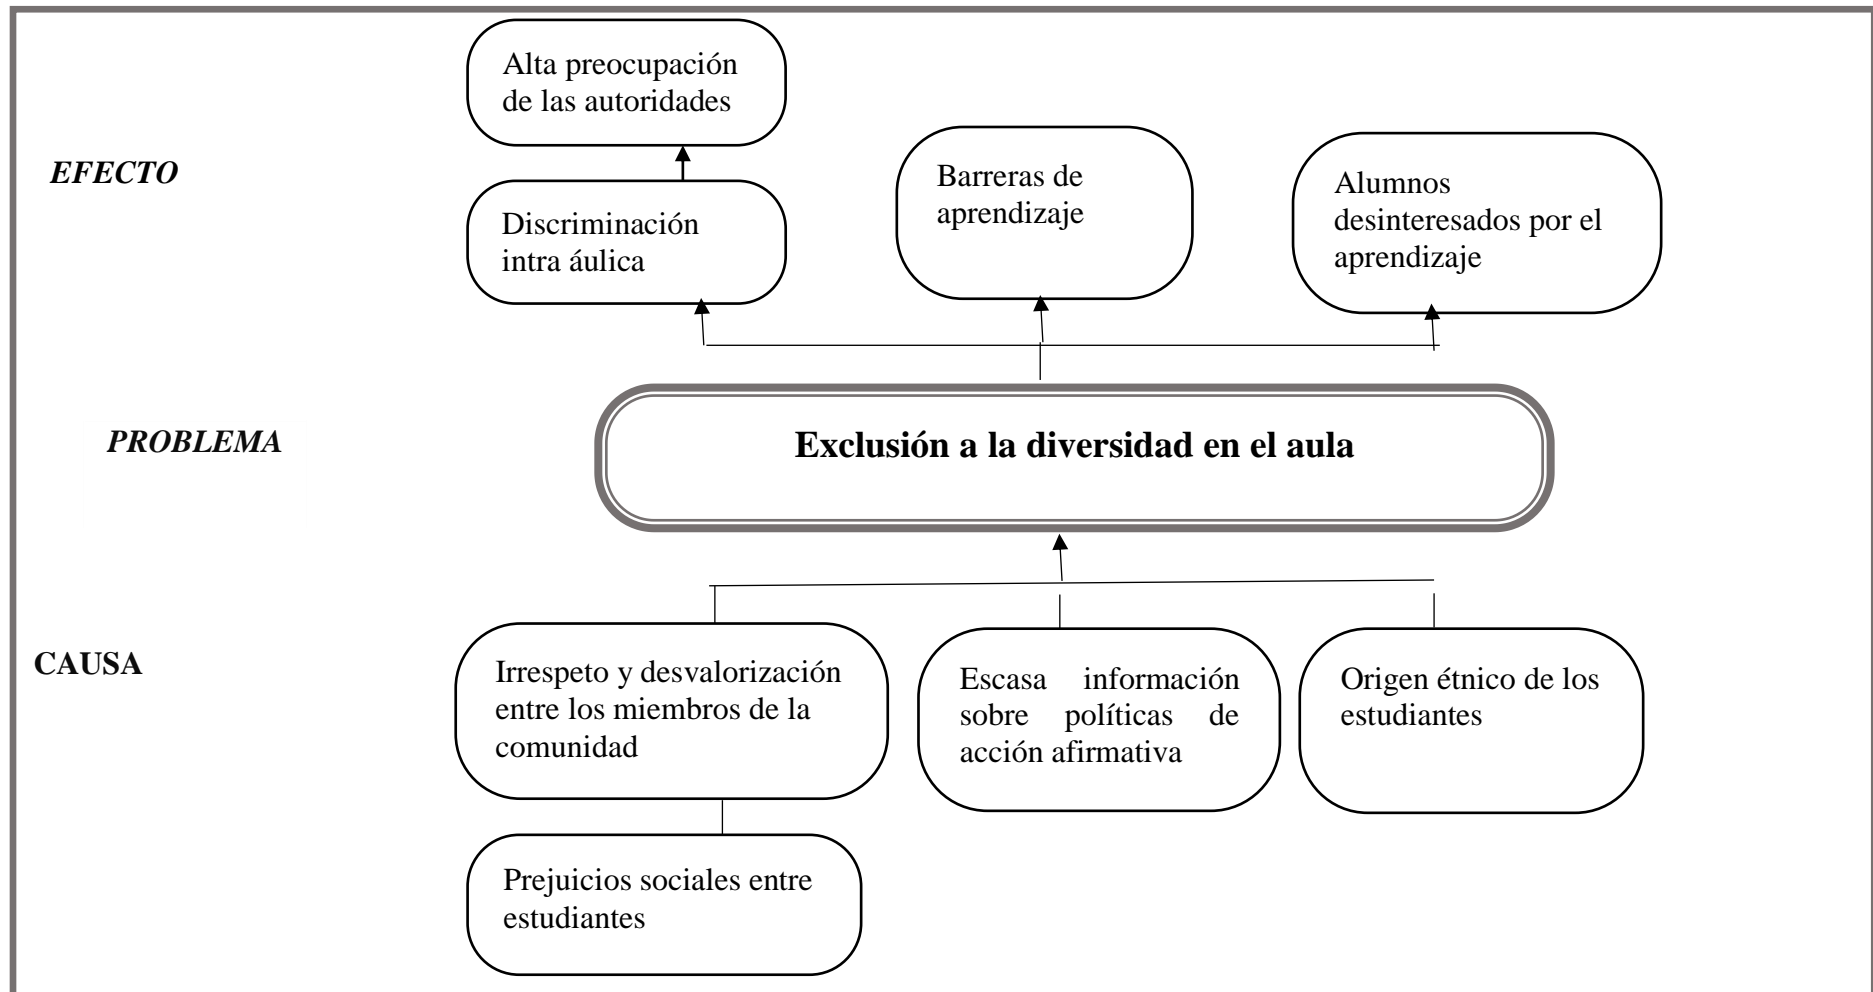 Alta preocupación
de las autoridades
EFECTO
Discriminación
intra áulica
Barreras de
aprendizaje
Alumnos
desinteresados por el
aprendizaje
PROBLEMA
Exclusión a la diversidad en el aula
CAUSA
Irrespeto y desvalorización
entre los miembros de la
comunidad
Escasa información
sobre políticas de
acción afirmativa
Origen étnico de los
estudiantes
Prejuicios sociales entre
estudiantes